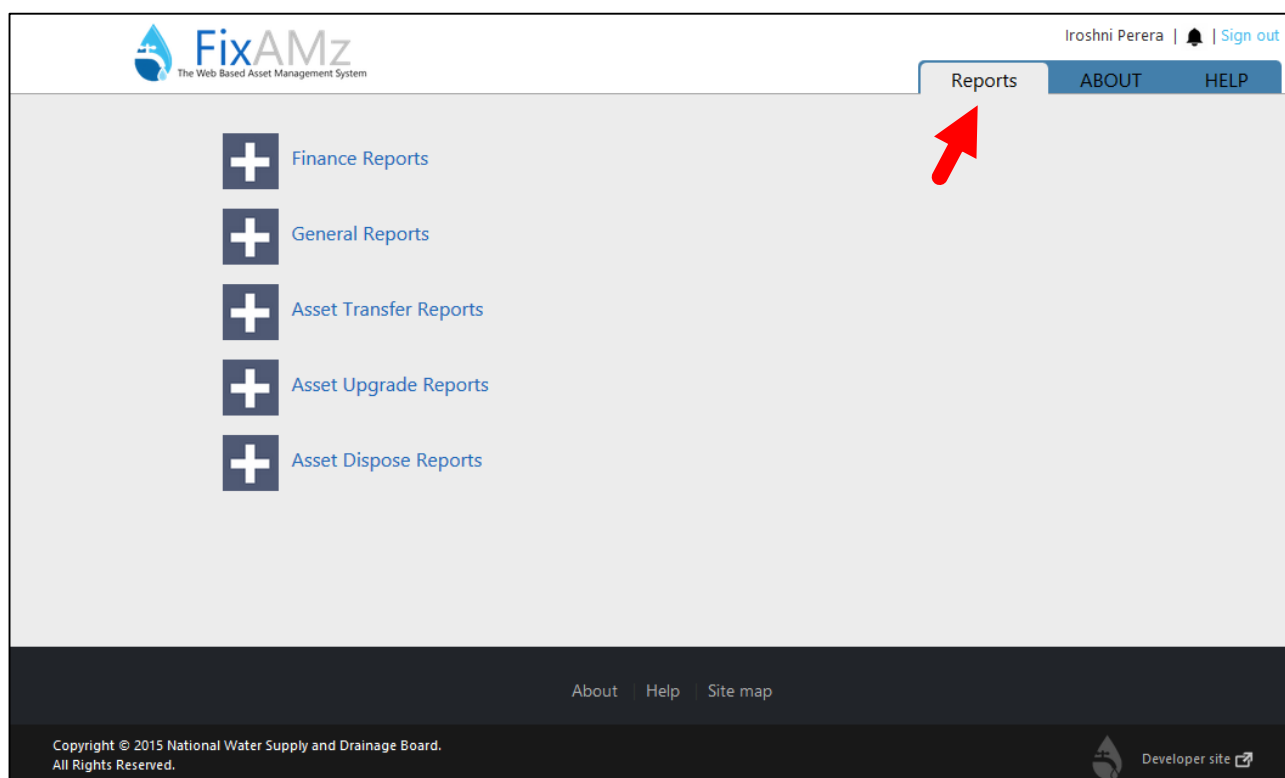 FixAMz
The Web Based Asset Management System
Iroshni Perera | | Sign out
Reports ABOUT HELP
Finance Reports
General Reports
Asset Transfer Reports
Asset Upgrade Reports
Asset Dispose Reports
About | Help | Site map
Copyright © 2015 National Water Supply and Drainage Board.
All Rights Reserved.
Developer site